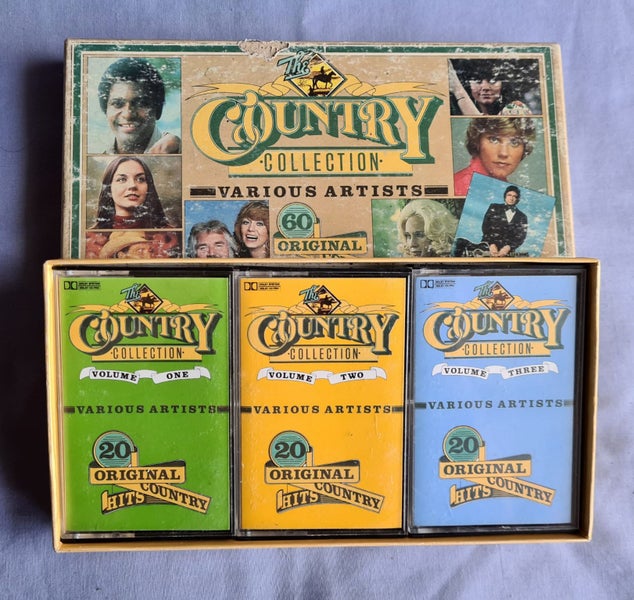 The
COUNTRY
COLLECTION
VARIOUS ARTISTS
60
ORIGINAL
The
COUNTRY
COLLECTION
VOLUME ONE
VARIOUS ARTISTS
20
ORIGINAL
HITS COUNTRY
The
COUNTRY
COLLECTION
VOLUME TWO
VARIOUS ARTISTS
20
ORIGINAL
HITS COUNTRY
The
COUNTRY
COLLECTION
VOLUME THREE
VARIOUS ARTISTS
20
ORIGINAL
HITS COUNTRY